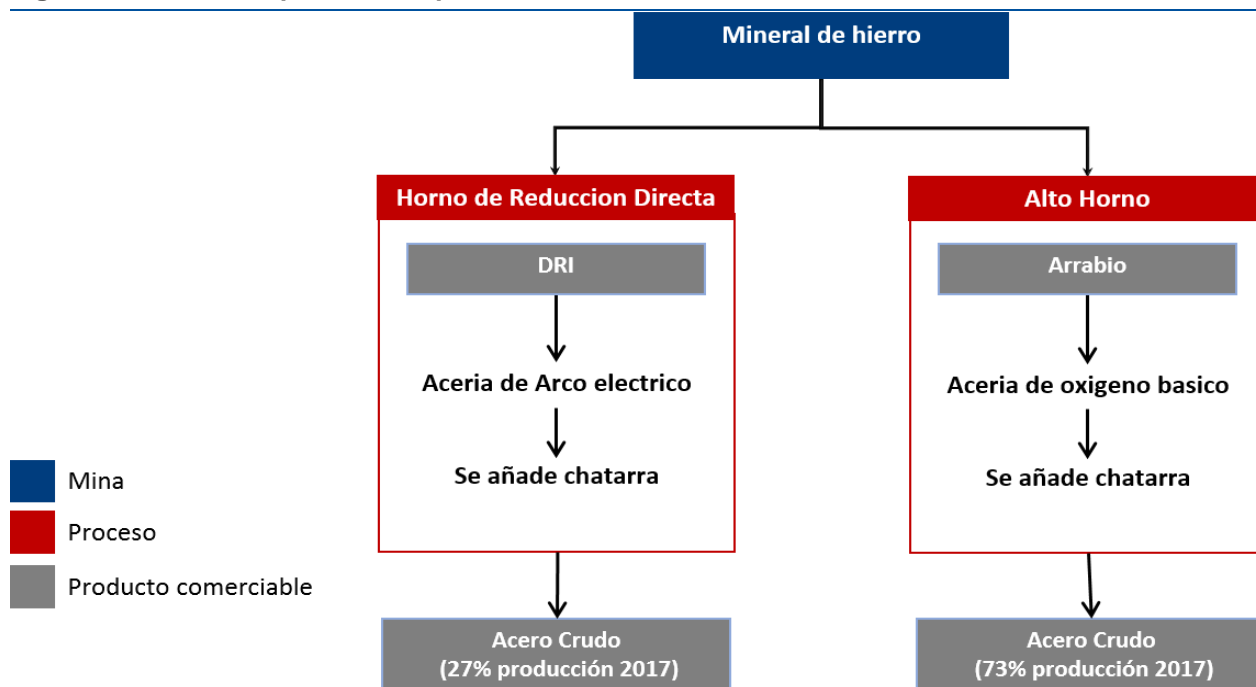 Mineral de hierro
Horno de Reduccion Directa
Alto Horno
DRI
Arrabio
Aceria de Arco electrico
Aceria de oxigeno basico
Se añade chatarra
Se añade chatarra
Mina
Proceso
Producto comerciable
Acero Crudo
(27% producción 2017)
Acero Crudo
(73% producción 2017)